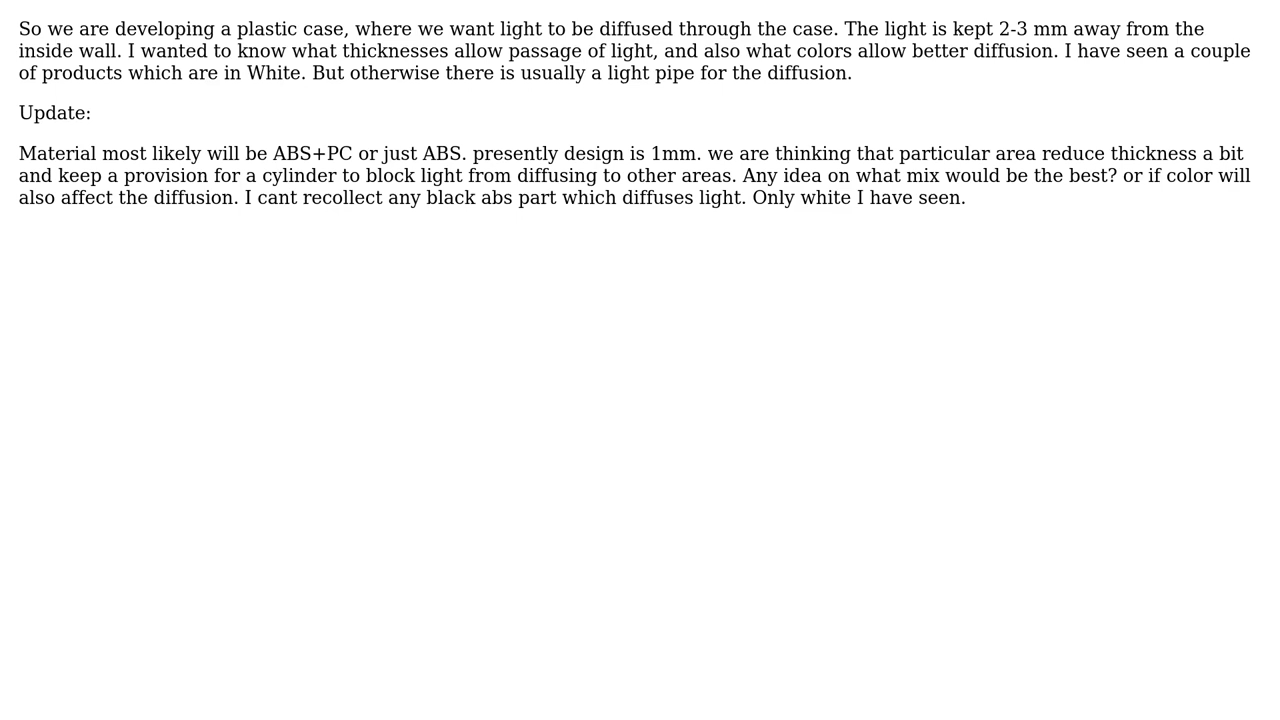 So we are developing a plastic case, where we want light to be diffused through the case. The light is kept 2-3 mm away from the
inside wall. I wanted to know what thicknesses allow passage of light, and also what colors allow better diffusion. I have seen a couple
of products which are in White. But otherwise there is usually a light pipe for the diffusion.
Update:
Material most likely will be ABS+PC or just ABS. presently design is 1mm. we are thinking that particular area reduce thickness a bit
and keep a provision for a cylinder to block light from diffusing to other areas. Any idea on what mix would be the best? or if color will
also affect the diffusion. I cant recollect any black abs part which diffuses light. Only white I have seen.